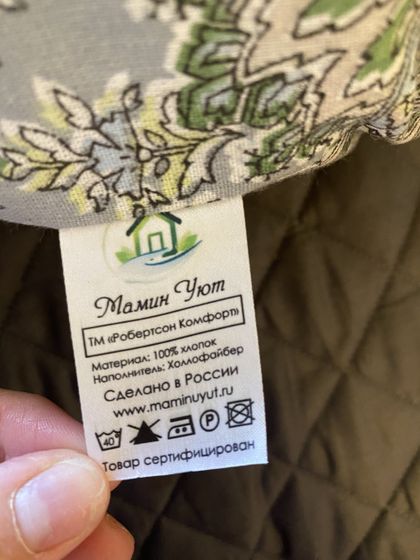 Мамин Уют
ТМ «Робертсон Комфорт»
Материал: 100% хлопок
Наполнитель: Холлофайбер
Сделано в России
www.maminuyut.ru
40° P
Товар сертифицирован